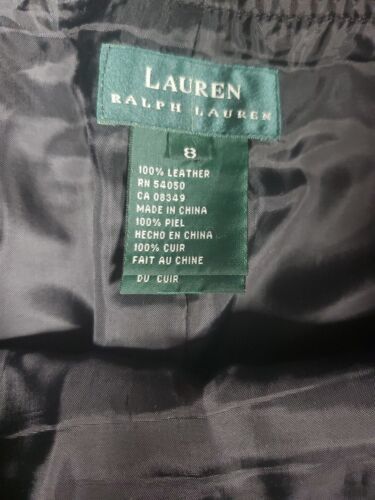 LAUREN
RALPH LAUREN
8
100% LEATHER
RN 54050
CA 08349
MADE IN CHINA
100% PIEL
HECHO EN CHINA
100% CUIR
FAIT AU CHINE
DU CUIR